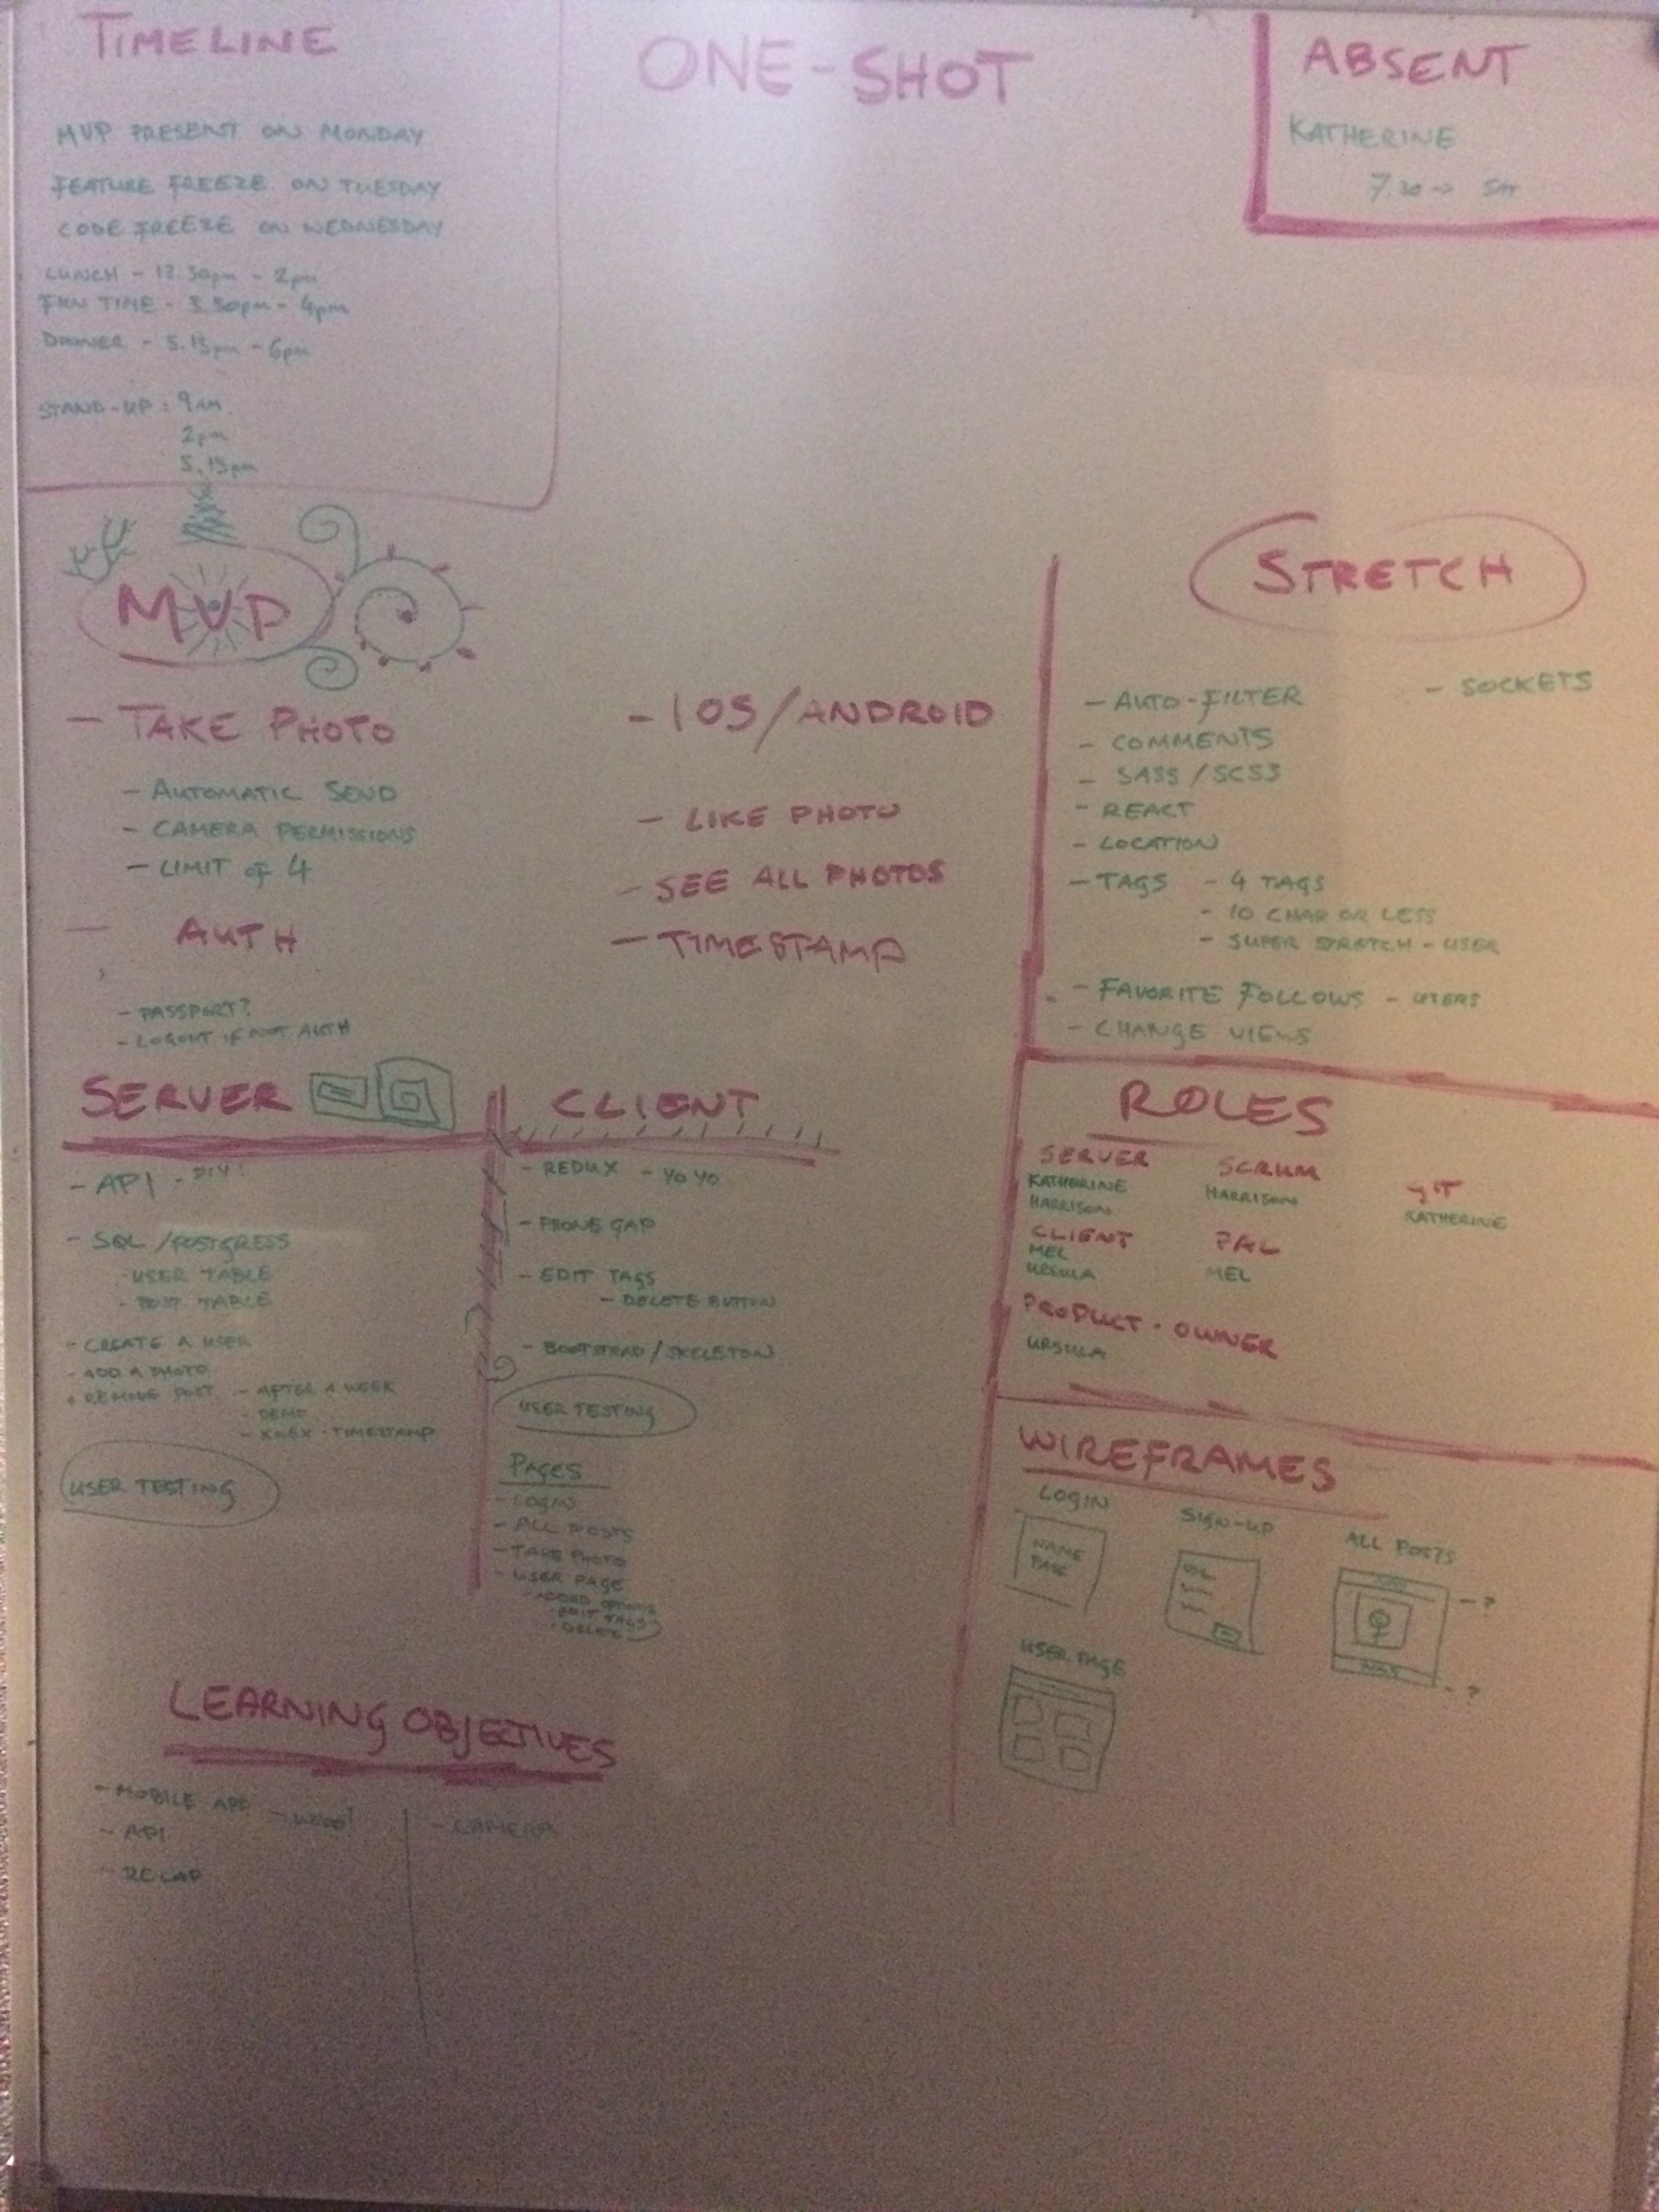 TIMELINE
MVP PRESENT ON MONDAY
FEATURE FREEZE ON TUESDAY
CODE FREEZE ON WEDNESDAY
LUNCH - 12.30pm - 2pm
FUN TIME - 3.30pm - 4pm
DINNER - 5.15pm - 6pm
STAND-UP: 9AM
2pm
5.15pm
ONE-SHOT
ABSENT
KATHERINE
7.30 → SAT
MVP
- TAKE PHOTO
- AUTOMATIC SEND
- CAMERA PERMISSIONS
- LIMIT of 4
- AUTH
- PASSPORT?
- LOGOUT IF NOT AUTH
- IOS/ANDROID
- LIKE PHOTO
- SEE ALL PHOTOS
- TIMESTAMP
STRETCH
- AUTO-FILTER
- SOCKETS
- COMMENTS
- SASS / SCSS
- REACT
- LOCATION
- TAGS - 4 TAGS
- 10 CHAR OR LESS
- SUPER STRETCH - USER
- FAVORITE FOLLOWS - USERS
- CHANGE VIEWS
SERVER
- API - DIY!
- SQL / POSTGRESS
- USER TABLE
- POST TABLE
- CREATE A USER
- ADD A PHOTO
- REMOVE POST - AFTER A WEEK
- DEMO
- KNEX - TIMESTAMP
USER TESTING
CLIENT
- REDUX - YO YO
- PHONE GAP
- EDIT TAGS
- DELETE BUTTON
- BOOTSTRAP / SKELETON
USER TESTING
PAGES
- LOGIN
- ALL POSTS
- TAKE PHOTO
- USER PAGE
- ADDED OPTIONS
- EDIT TAGS?
- DELETE
ROLES
SERVER
KATHERINE
HARRISON
SCRUM
HARRISON
GIT
KATHERINE
CLIENT
MEL
URSULA
PAL
MEL
PRODUCT - OWNER
URSULA
WIREFRAMES
LOGIN
NAME
PAGE
SIGN-UP
ALL POSTS
- ?
NAV
- ?
USER PAGE
LEARNING OBJECTIVES
- MOBILE APP - WOOO!
- API
- RECAP
- CAMERA